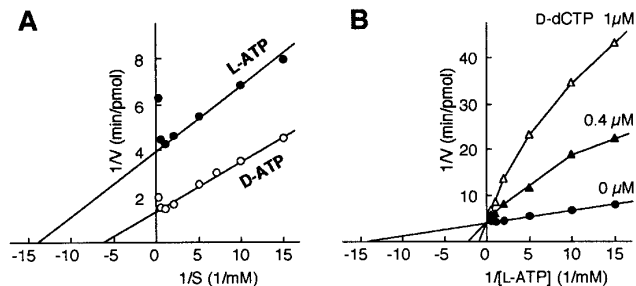 A
8
6
4
2
1/V (min/pmol)
L-ATP
D-ATP
-15 -10 -5 0 5 10 15
1/S (1/mM)
B
D-dCTP 1µM
40
30
20
10
5
0
1/V (min/pmol)
0.4 µM
0 µM
-15 -10 -5 0 5 10 15
1/[L-ATP] (1/mM)